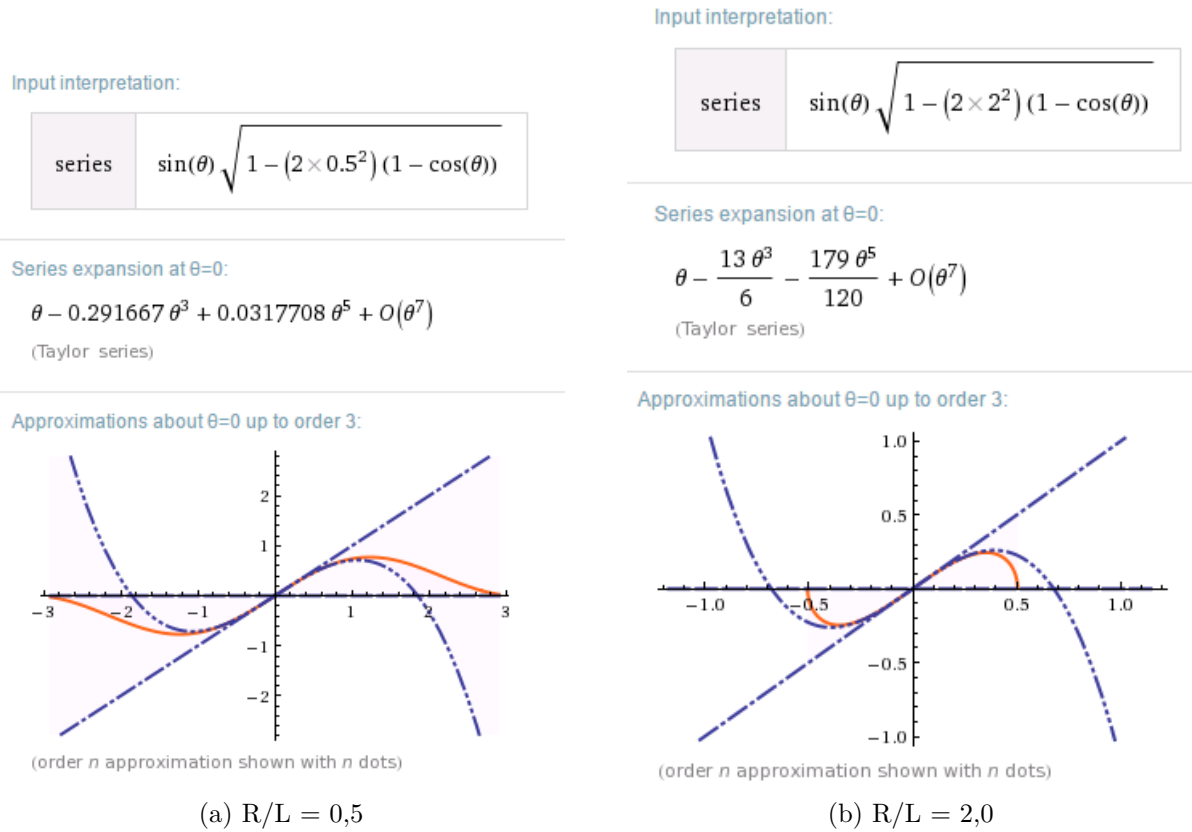 Input interpretation:
series sin(θ) √(1 − (2 × 0.5²) (1 − cos(θ)))
Series expansion at θ=0:
θ − 0.291667 θ³ + 0.0317708 θ⁵ + O(θ⁷)
(Taylor series)
Approximations about θ=0 up to order 3:
2
1
−3 −2 −1 1 2 3
−1
−2
(order n approximation shown with n dots)
(a) R/L = 0,5
Input interpretation:
series sin(θ) √(1 − (2 × 2²) (1 − cos(θ)))
Series expansion at θ=0:
θ − 13 θ³/6 − 179 θ⁵/120 + O(θ⁷)
(Taylor series)
Approximations about θ=0 up to order 3:
1.0
0.5
−1.0 −0.5 0.5 1.0
−0.5
−1.0
(order n approximation shown with n dots)
(b) R/L = 2,0